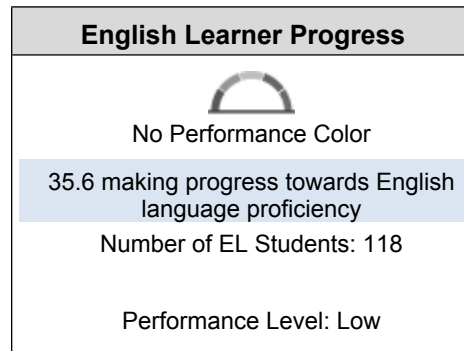 English Learner Progress
No Performance Color
35.6 making progress towards English
language proficiency
Number of EL Students: 118
Performance Level: Low